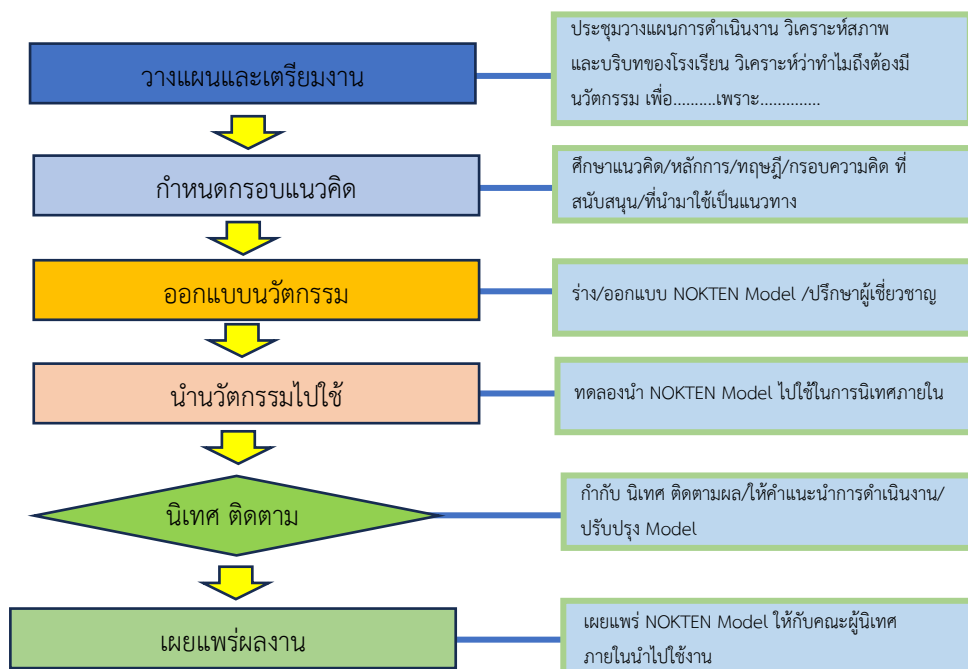 วางแผนและเตรียมงาน
ประชุมวางแผนการดำเนินงาน วิเคราะห์สภาพ
และบริบทของโรงเรียน วิเคราะห์ว่าทำไมถึงต้องมี
นวัตกรรม เพื่อ..........เพราะ..............
กำหนดกรอบแนวคิด
ศึกษาแนวคิด/หลักการ/ทฤษฎี/กรอบความคิด ที่
สนับสนุน/ที่นำมาใช้เป็นแนวทาง
ออกแบบนวัตกรรม
ร่าง/ออกแบบ NOKTEN Model /ปรึกษาผู้เชี่ยวชาญ
นำนวัตกรรมไปใช้
ทดลองนำ NOKTEN Model ไปใช้ในการนิเทศภายใน
นิเทศ ติดตาม
กำกับ นิเทศ ติดตามผล/ให้คำแนะนำการดำเนินงาน/
ปรับปรุง Model
เผยแพร่ผลงาน
เผยแพร่ NOKTEN Model ให้กับคณะผู้นิเทศ
ภายในนำไปใช้งาน